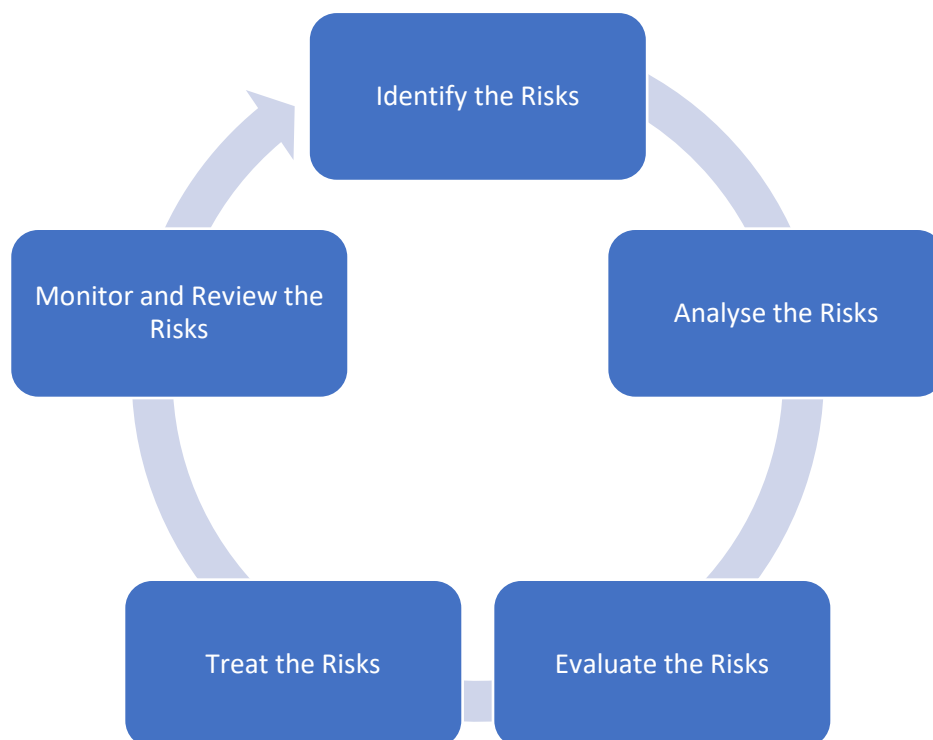 Identify the Risks
Analyse the Risks
Evaluate the Risks
Treat the Risks
Monitor and Review the
Risks